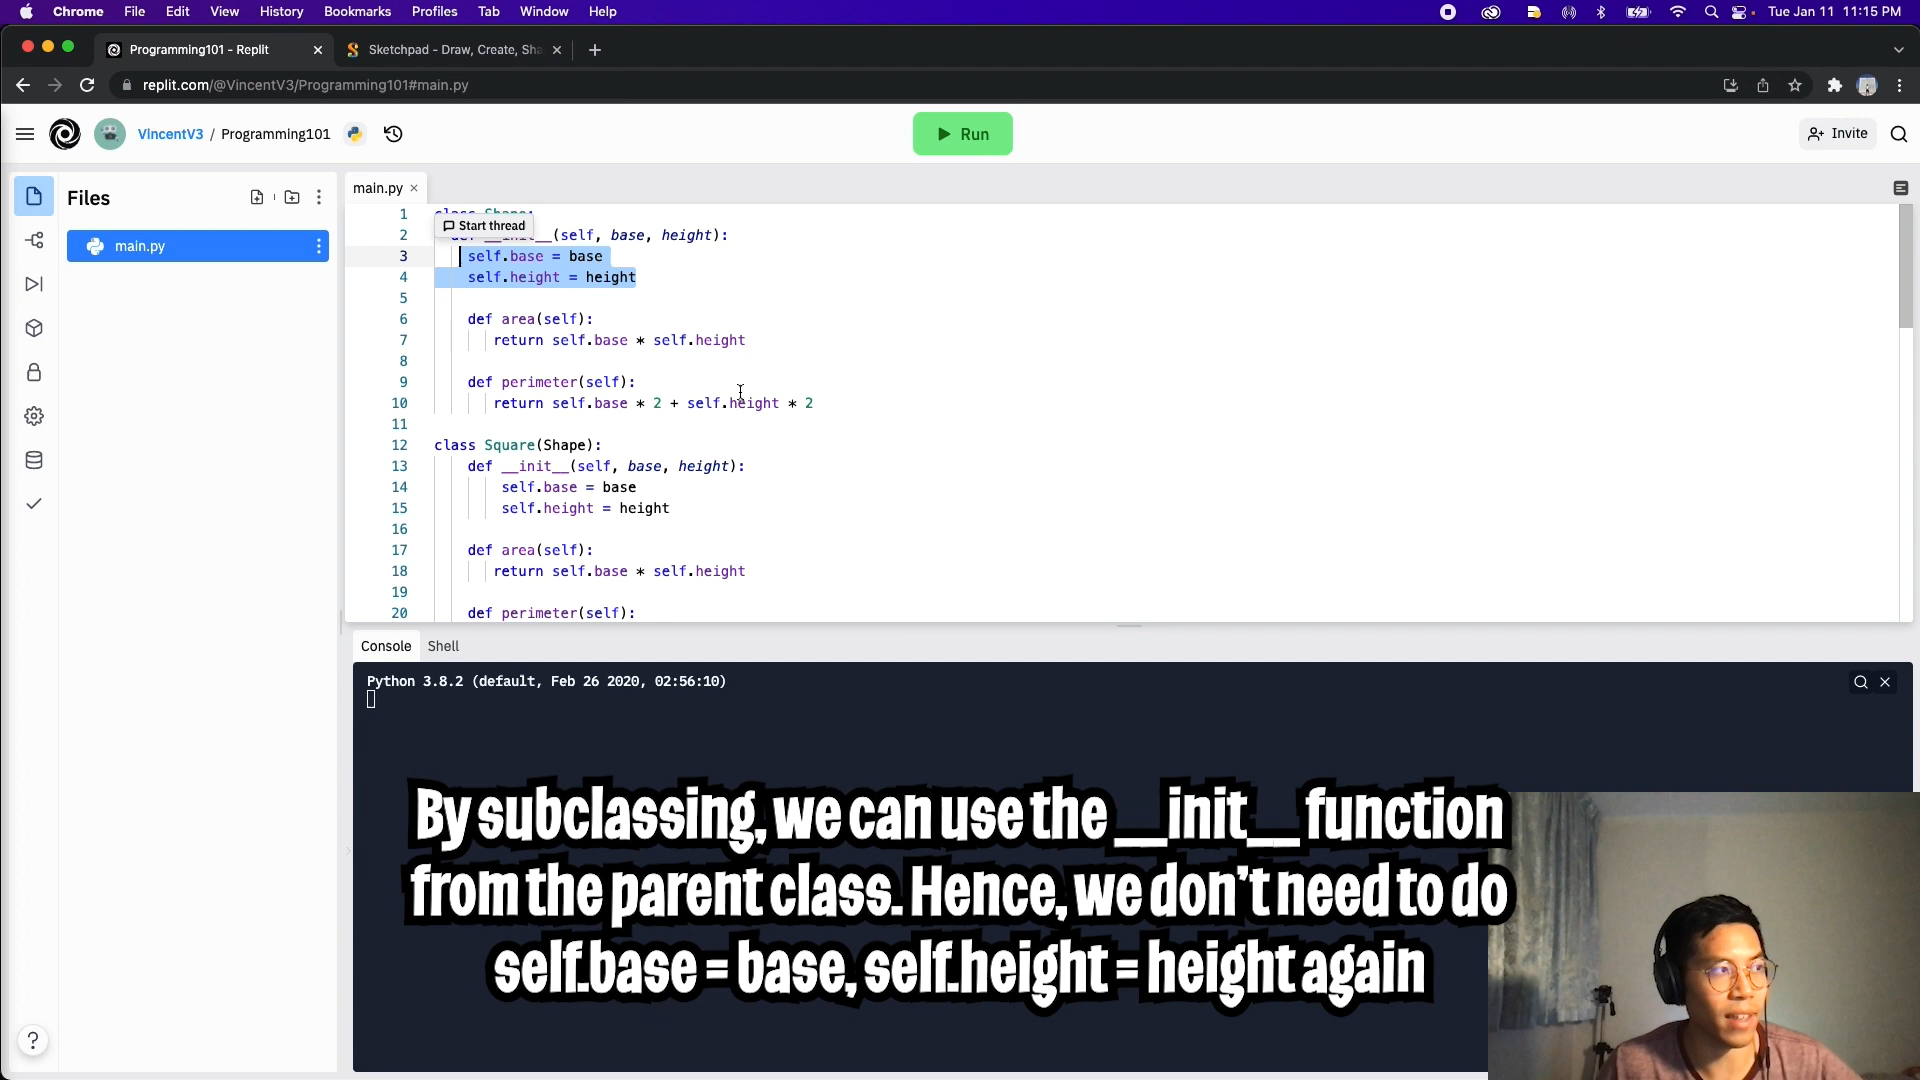 Chrome File Edit View History Bookmarks Profiles Tab Window Help Tue Jan 11 11:15 PM
Programming101 - Replit Sketchpad - Draw, Create, Sha
replit.com/@VincentV3/Programming101#main.py
VincentV3 / Programming101 Run Invite
Files
main.py
main.py
1 class Shape:
Start thread
2 def __init__(self, base, height):
3 self.base = base
4 self.height = height
5
6 def area(self):
7 return self.base * self.height
8
9 def perimeter(self):
10 return self.base * 2 + self.height * 2
11
12 class Square(Shape):
13 def __init__(self, base, height):
14 self.base = base
15 self.height = height
16
17 def area(self):
18 return self.base * self.height
19
20 def perimeter(self):
Console Shell
Python 3.8.2 (default, Feb 26 2020, 02:56:10)
By subclassing, we can use the __init__ function
from the parent class. Hence, we don't need to do
self.base = base, self.height = height again
?